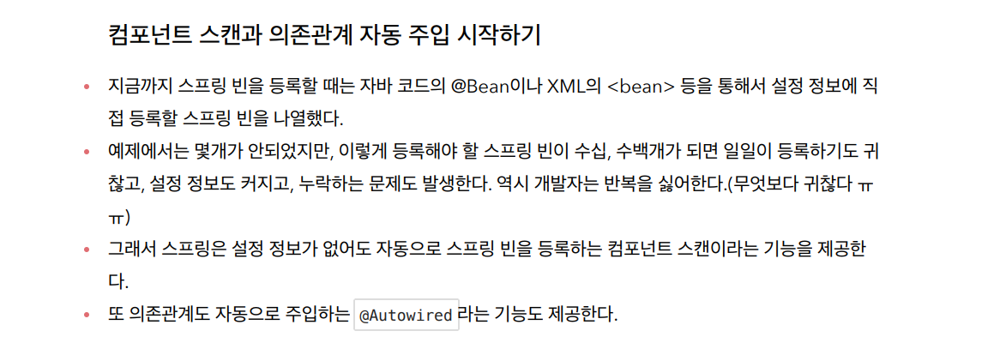 컴포넌트 스캔과 의존관계 자동 주입 시작하기
지금까지 스프링 빈을 등록할 때는 자바 코드의 @Bean이나 XML의 <bean> 등을 통해서 설정 정보에 직
접 등록할 스프링 빈을 나열했다.
예제에서는 몇개가 안되었지만, 이렇게 등록해야 할 스프링 빈이 수십, 수백개가 되면 일일이 등록하기도 귀
찮고, 설정 정보도 커지고, 누락하는 문제도 발생한다. 역시 개발자는 반복을 싫어한다.(무엇보다 귀찮다 ㅠ
ㅠ)
그래서 스프링은 설정 정보가 없어도 자동으로 스프링 빈을 등록하는 컴포넌트 스캔이라는 기능을 제공한
다.
또 의존관계도 자동으로 주입하는 @Autowired라는 기능도 제공한다.